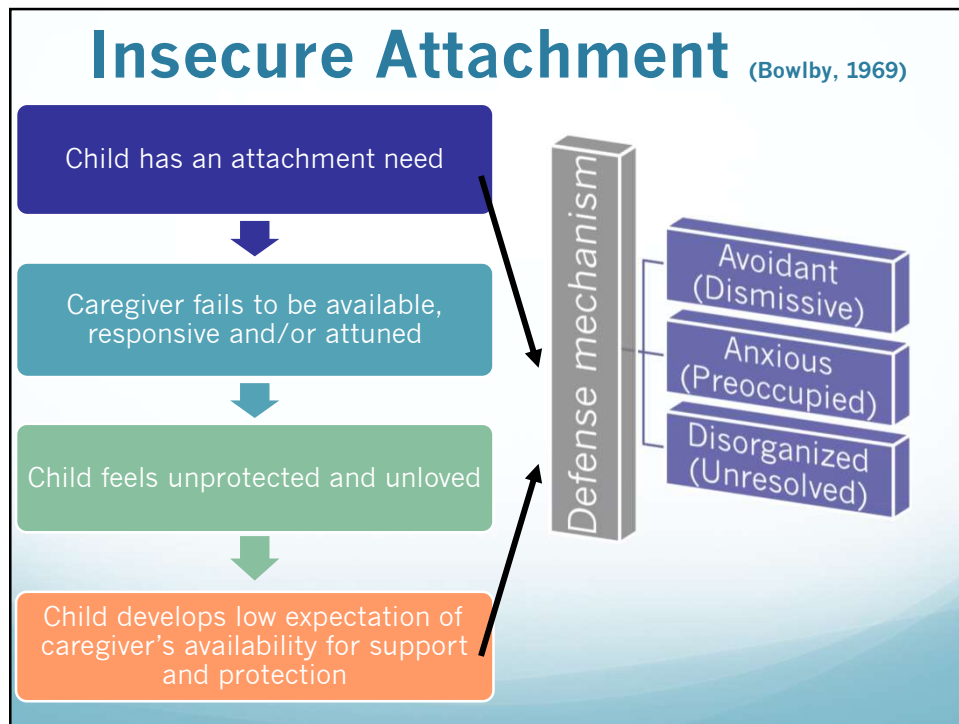 Insecure Attachment (Bowlby, 1969)
Child has an attachment need
Caregiver fails to be available,
responsive and/or attuned
Child feels unprotected and unloved
Child develops low expectation of
caregiver’s availability for support
and protection
Defense mechanism
Avoidant
(Dismissive)
Anxious
(Preoccupied)
Disorganized
(Unresolved)